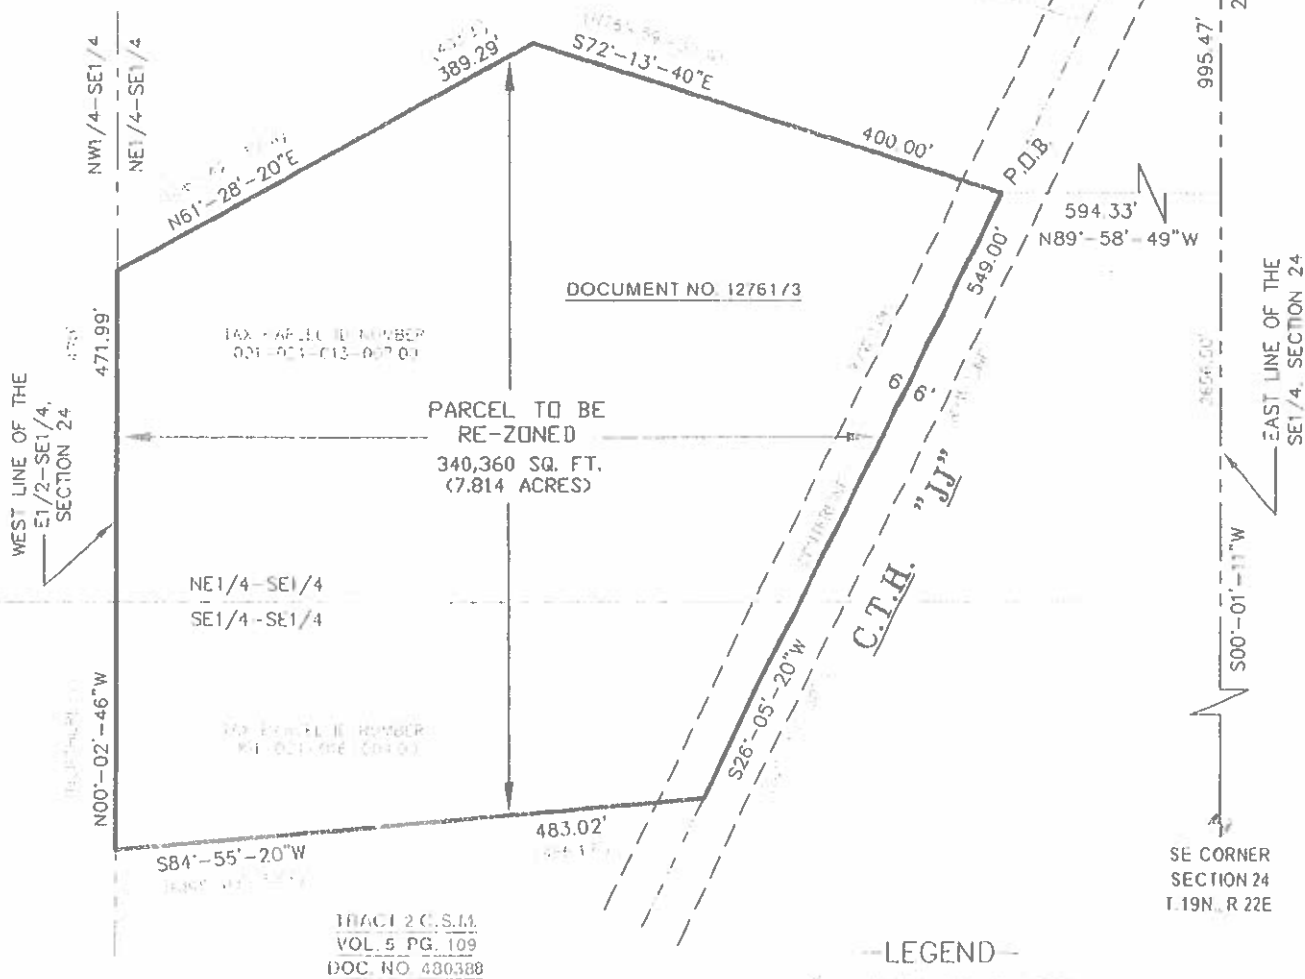 NW1/4-SE1/4
NE1/4-SE1/4
389.29'
S72°-13'-40"E
995.47'
N61°-28'-20"E
400.00'
P.O.B.
594.33'
N89°-58'-49"W
549.00'
DOCUMENT NO. 1276173
471.99'
WEST LINE OF THE
E1/2-SE1/4,
SECTION 24
EAST LINE OF THE
SE1/4, SECTION 24
PARCEL TO BE
RE-ZONED
340,360 SQ. FT.
(7.814 ACRES)
66'
C.T.H. "JJ"
NE1/4-SE1/4
SE1/4-SE1/4
N00°-02'-46"W
S26°-05'-20"W
S00°-01'-11"W
483.02'
S84°-55'-20"W
SE CORNER
SECTION 24
T.19N., R 22E
TRACT 2 C.S.M.
VOL. 5 PG. 109
DOC. NO. 480388
LEGEND